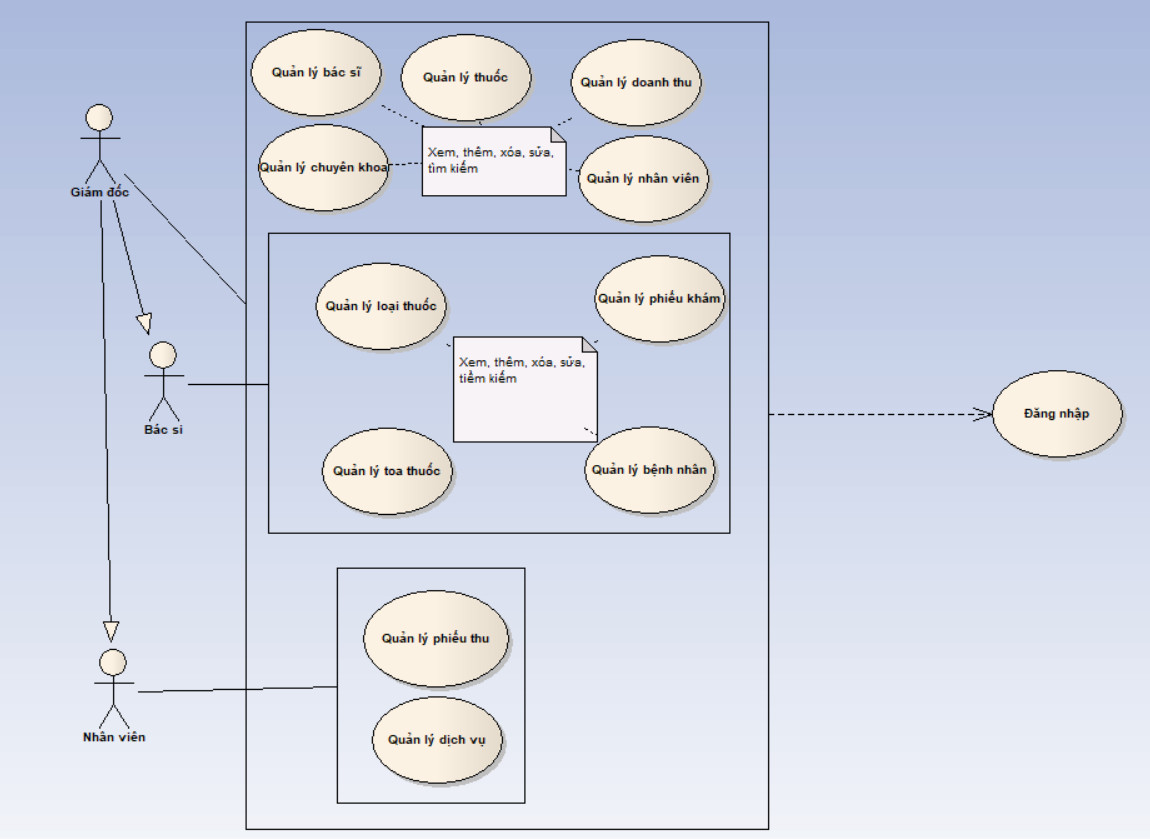 Quản lý bác sĩ
Quản lý thuốc
Quản lý doanh thu
Quản lý chuyên khoa
Xem, thêm, xóa, sửa,
tìm kiếm
Quản lý nhân viên
Giám đốc
Quản lý loại thuốc
Quản lý phiếu khám
Xem, thêm, xóa, sửa,
tiềm kiếm
Bác si
Đăng nhập
Quản lý toa thuốc
Quản lý bệnh nhân
Quản lý phiếu thu
Nhân viên
Quản lý dịch vụ